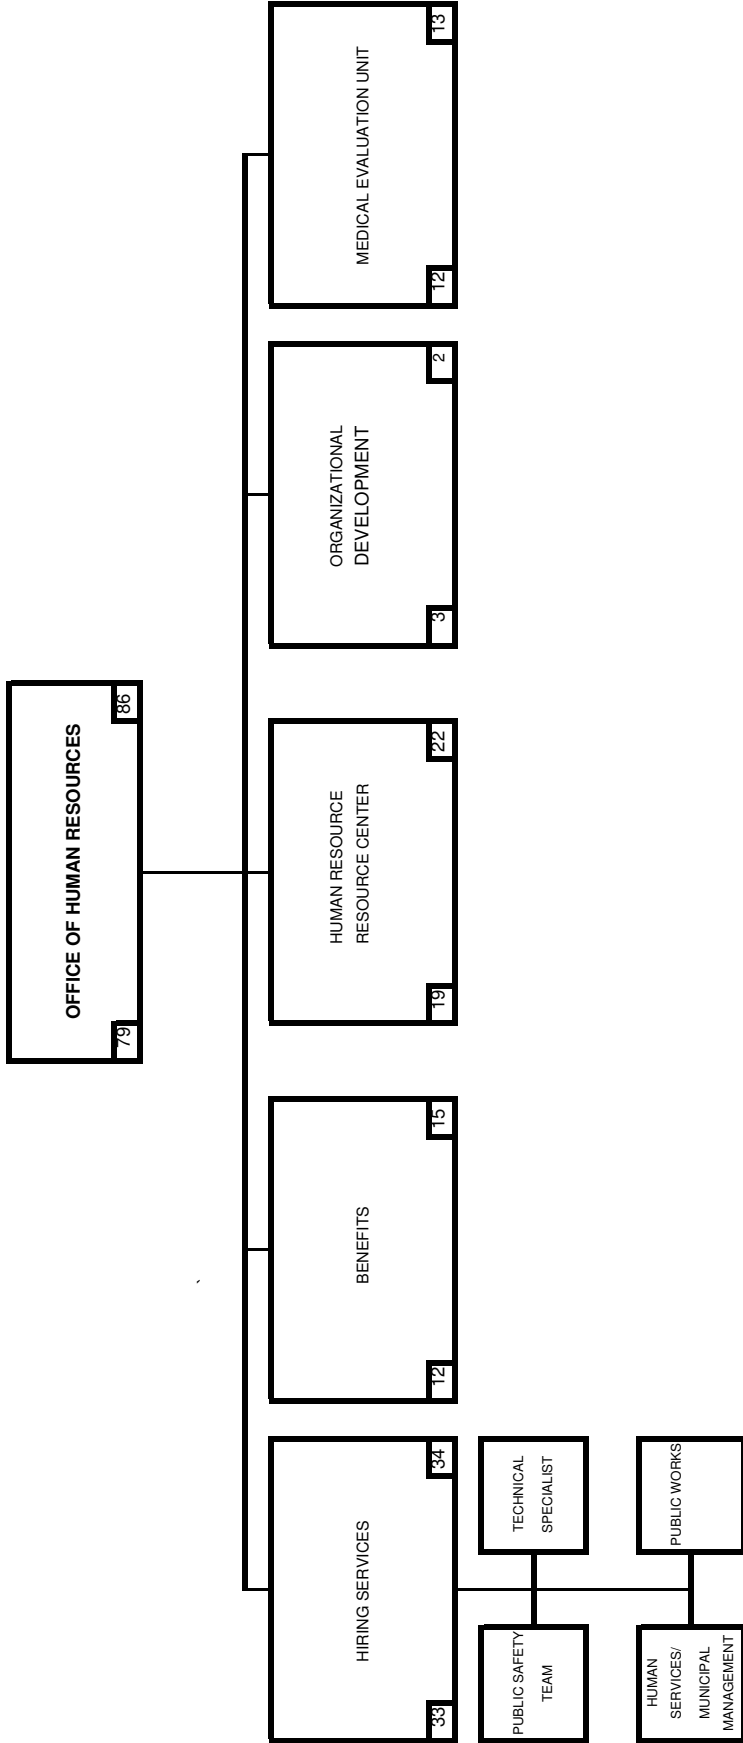 OFFICE OF HUMAN RESOURCES
79
86
HIRING SERVICES
33
34
BENEFITS
12
15
HUMAN RESOURCE
RESOURCE CENTER
19
22
ORGANIZATIONAL
DEVELOPMENT
3
2
MEDICAL EVALUATION UNIT
12
13
PUBLIC SAFETY
TEAM
TECHNICAL
SPECIALIST
HUMAN
SERVICES/
MUNICIPAL
MANAGEMENT
PUBLIC WORKS